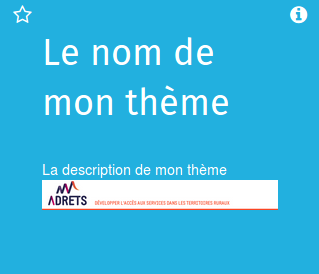 Le nom de
mon thème
La description de mon thème
ADRETS
DÉVELOPPER L'ACCÈS AUX SERVICES DANS LES TERRITOIRES RURAUX